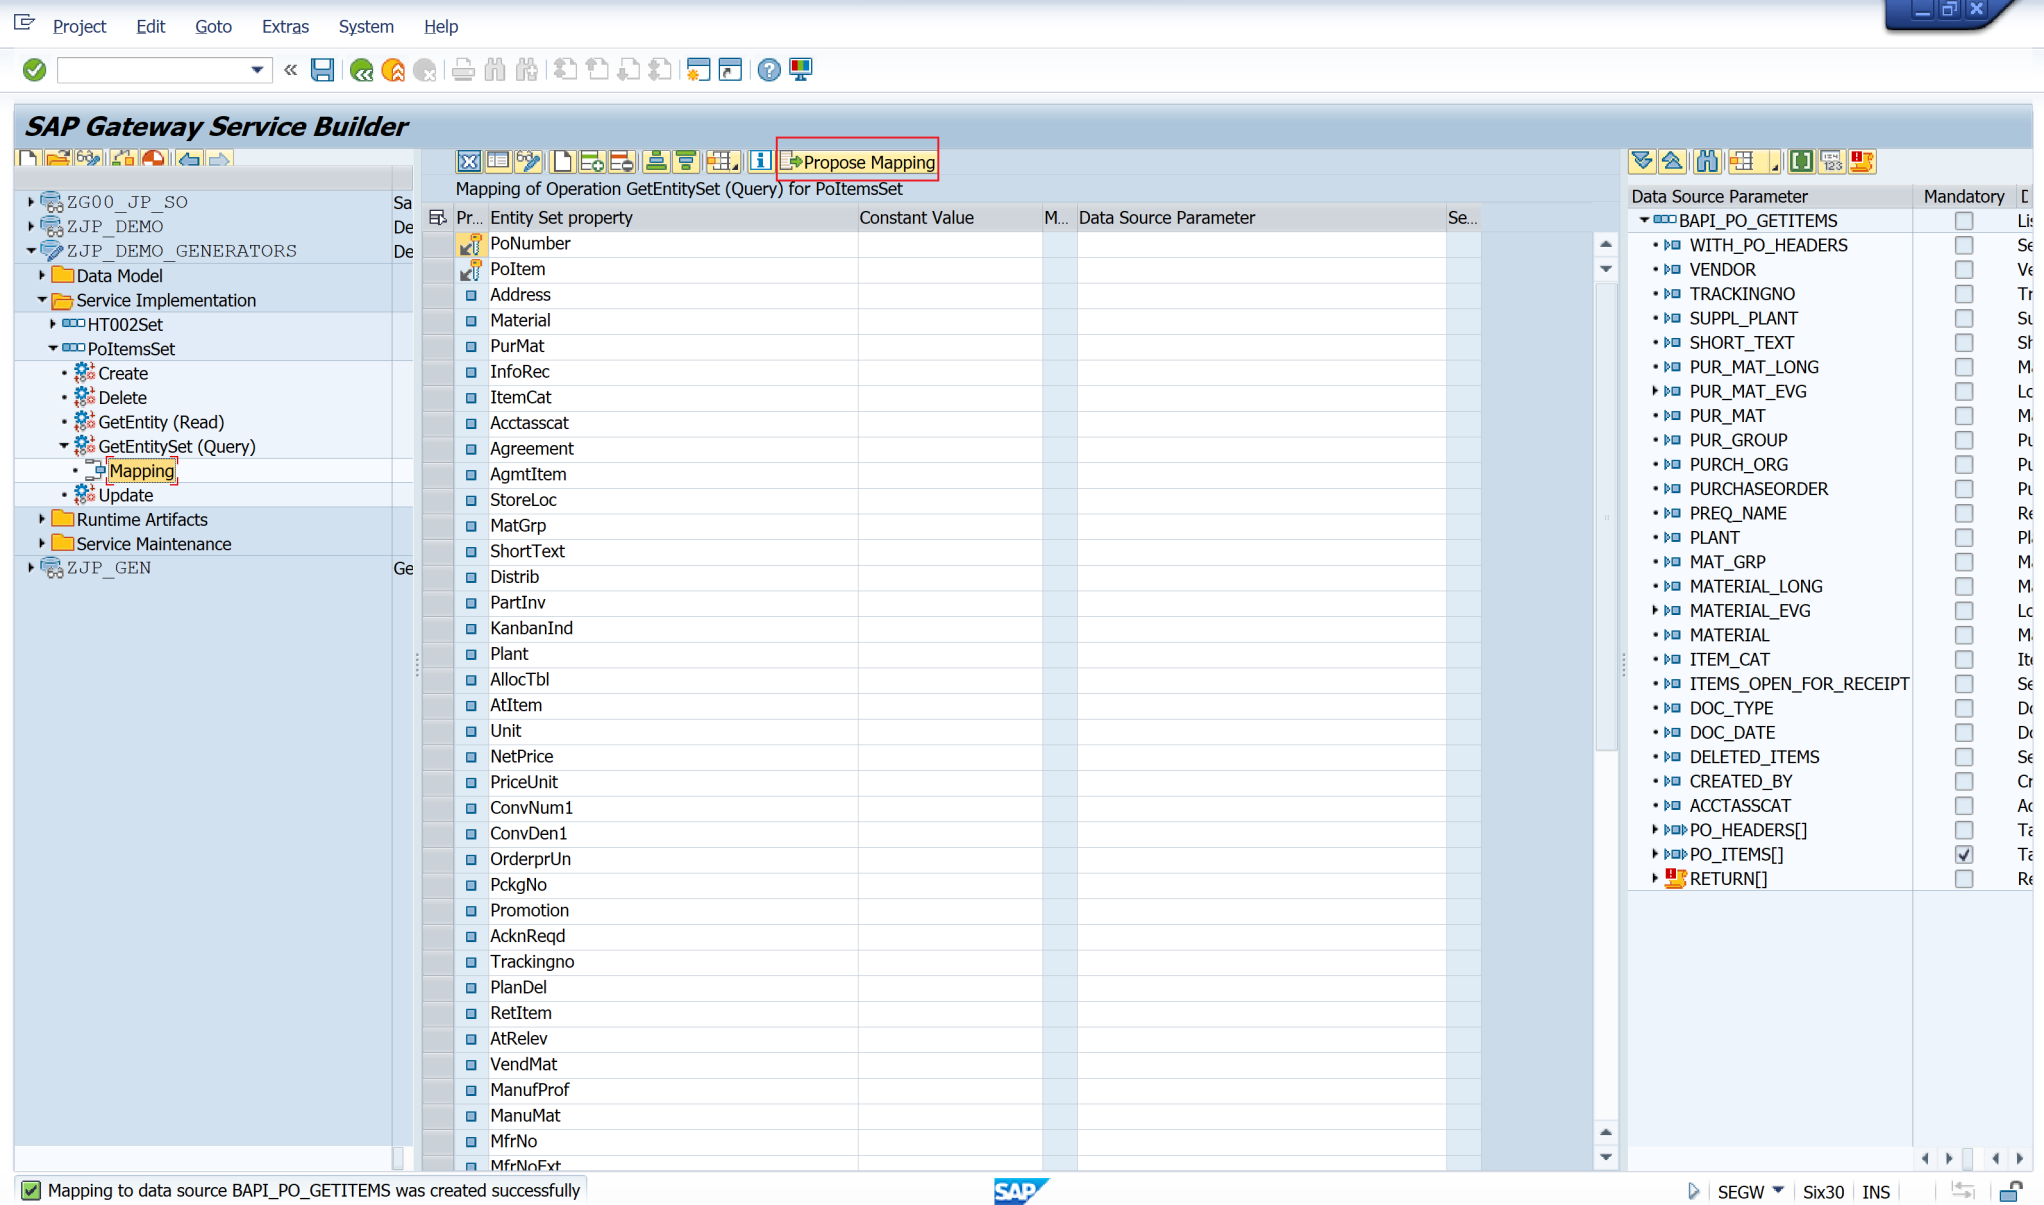 Project Edit Goto Extras System Help
SAP Gateway Service Builder
Propose Mapping
Mapping of Operation GetEntitySet (Query) for PoItemsSet
ZG00_JP_SO Sa
ZJP_DEMO De
ZJP_DEMO_GENERATORS De
Data Model
Service Implementation
HT002Set
PoItemsSet
Create
Delete
GetEntity (Read)
GetEntitySet (Query)
Mapping
Update
Runtime Artifacts
Service Maintenance
ZJP_GEN Ge
Pr... Entity Set property Constant Value M... Data Source Parameter Se...
PoNumber
PoItem
Address
Material
PurMat
InfoRec
ItemCat
Acctasscat
Agreement
AgmtItem
StoreLoc
MatGrp
ShortText
Distrib
PartInv
KanbanInd
Plant
AllocTbl
AtItem
Unit
NetPrice
PriceUnit
ConvNum1
ConvDen1
OrderprUn
PckgNo
Promotion
AcknReqd
Trackingno
PlanDel
RetItem
AtRelev
VendMat
ManufProf
ManuMat
MfrNo
MfrNoExt
Data Source Parameter Mandatory
BAPI_PO_GETITEMS Li
WITH_PO_HEADERS Se
VENDOR Ve
TRACKINGNO Tr
SUPPL_PLANT Su
SHORT_TEXT Sh
PUR_MAT_LONG Ma
PUR_MAT_EVG Lo
PUR_MAT Ma
PUR_GROUP Pu
PURCH_ORG Pu
PURCHASEORDER Pu
PREQ_NAME Re
PLANT Pl
MAT_GRP Ma
MATERIAL_LONG Ma
MATERIAL_EVG Lo
MATERIAL Ma
ITEM_CAT Ite
ITEMS_OPEN_FOR_RECEIPT Se
DOC_TYPE Do
DOC_DATE Do
DELETED_ITEMS Se
CREATED_BY Cr
ACCTASSCAT Ac
PO_HEADERS[] Ta
PO_ITEMS[] Ta
RETURN[] Re
Mapping to data source BAPI_PO_GETITEMS was created successfully
SAP
SEGW Six30 INS